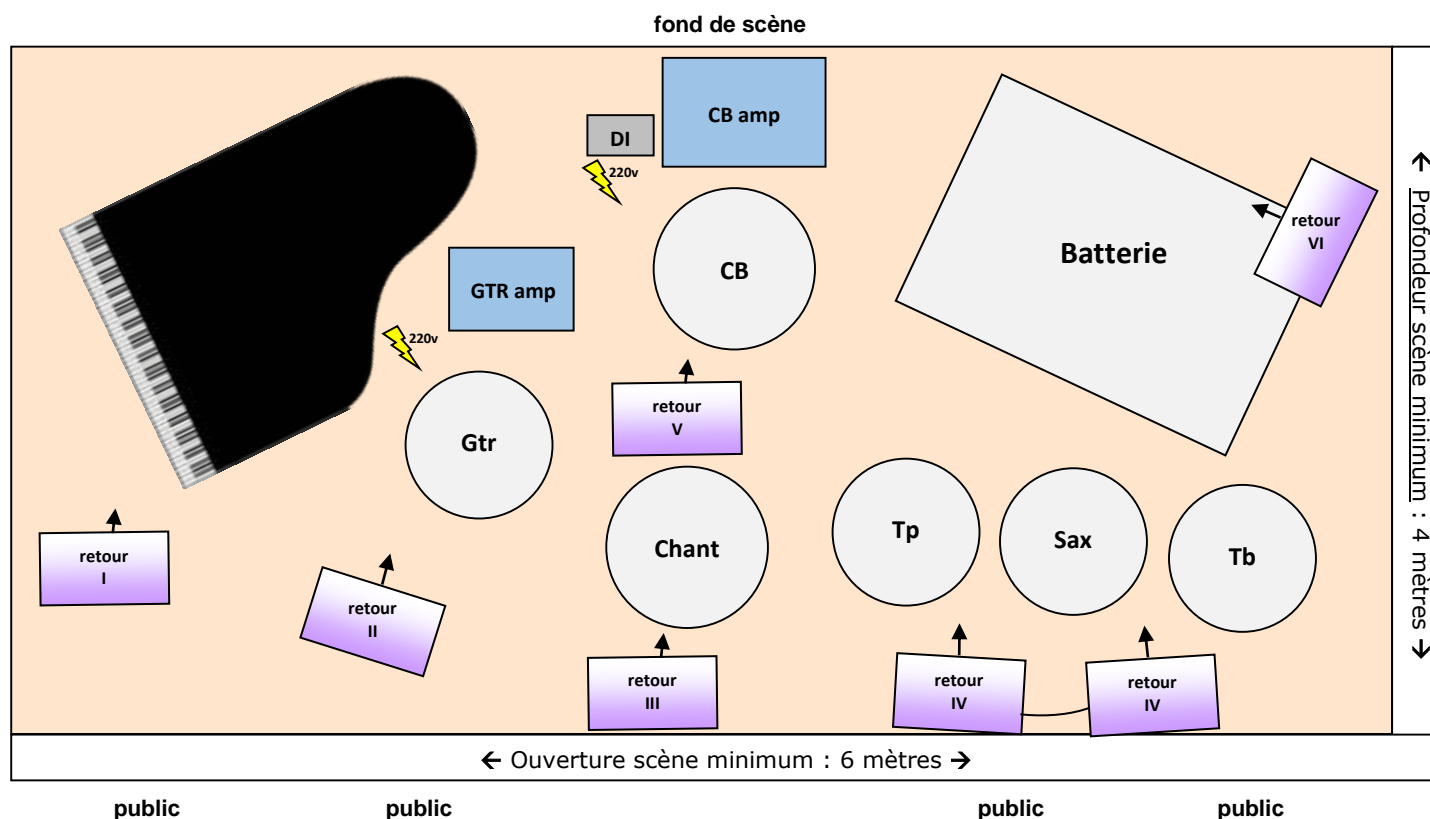 fond de scène
CB amp
DI
220v
CB
Batterie
retour
VI
GTR amp
220v
Gtr
retour
V
Chant
Tp
Sax
Tb
retour
I
retour
II
retour
III
retour
IV
retour
IV
← Profondeur scène minimum : 4 mètres →
← Ouverture scène minimum : 6 mètres →
public public public public